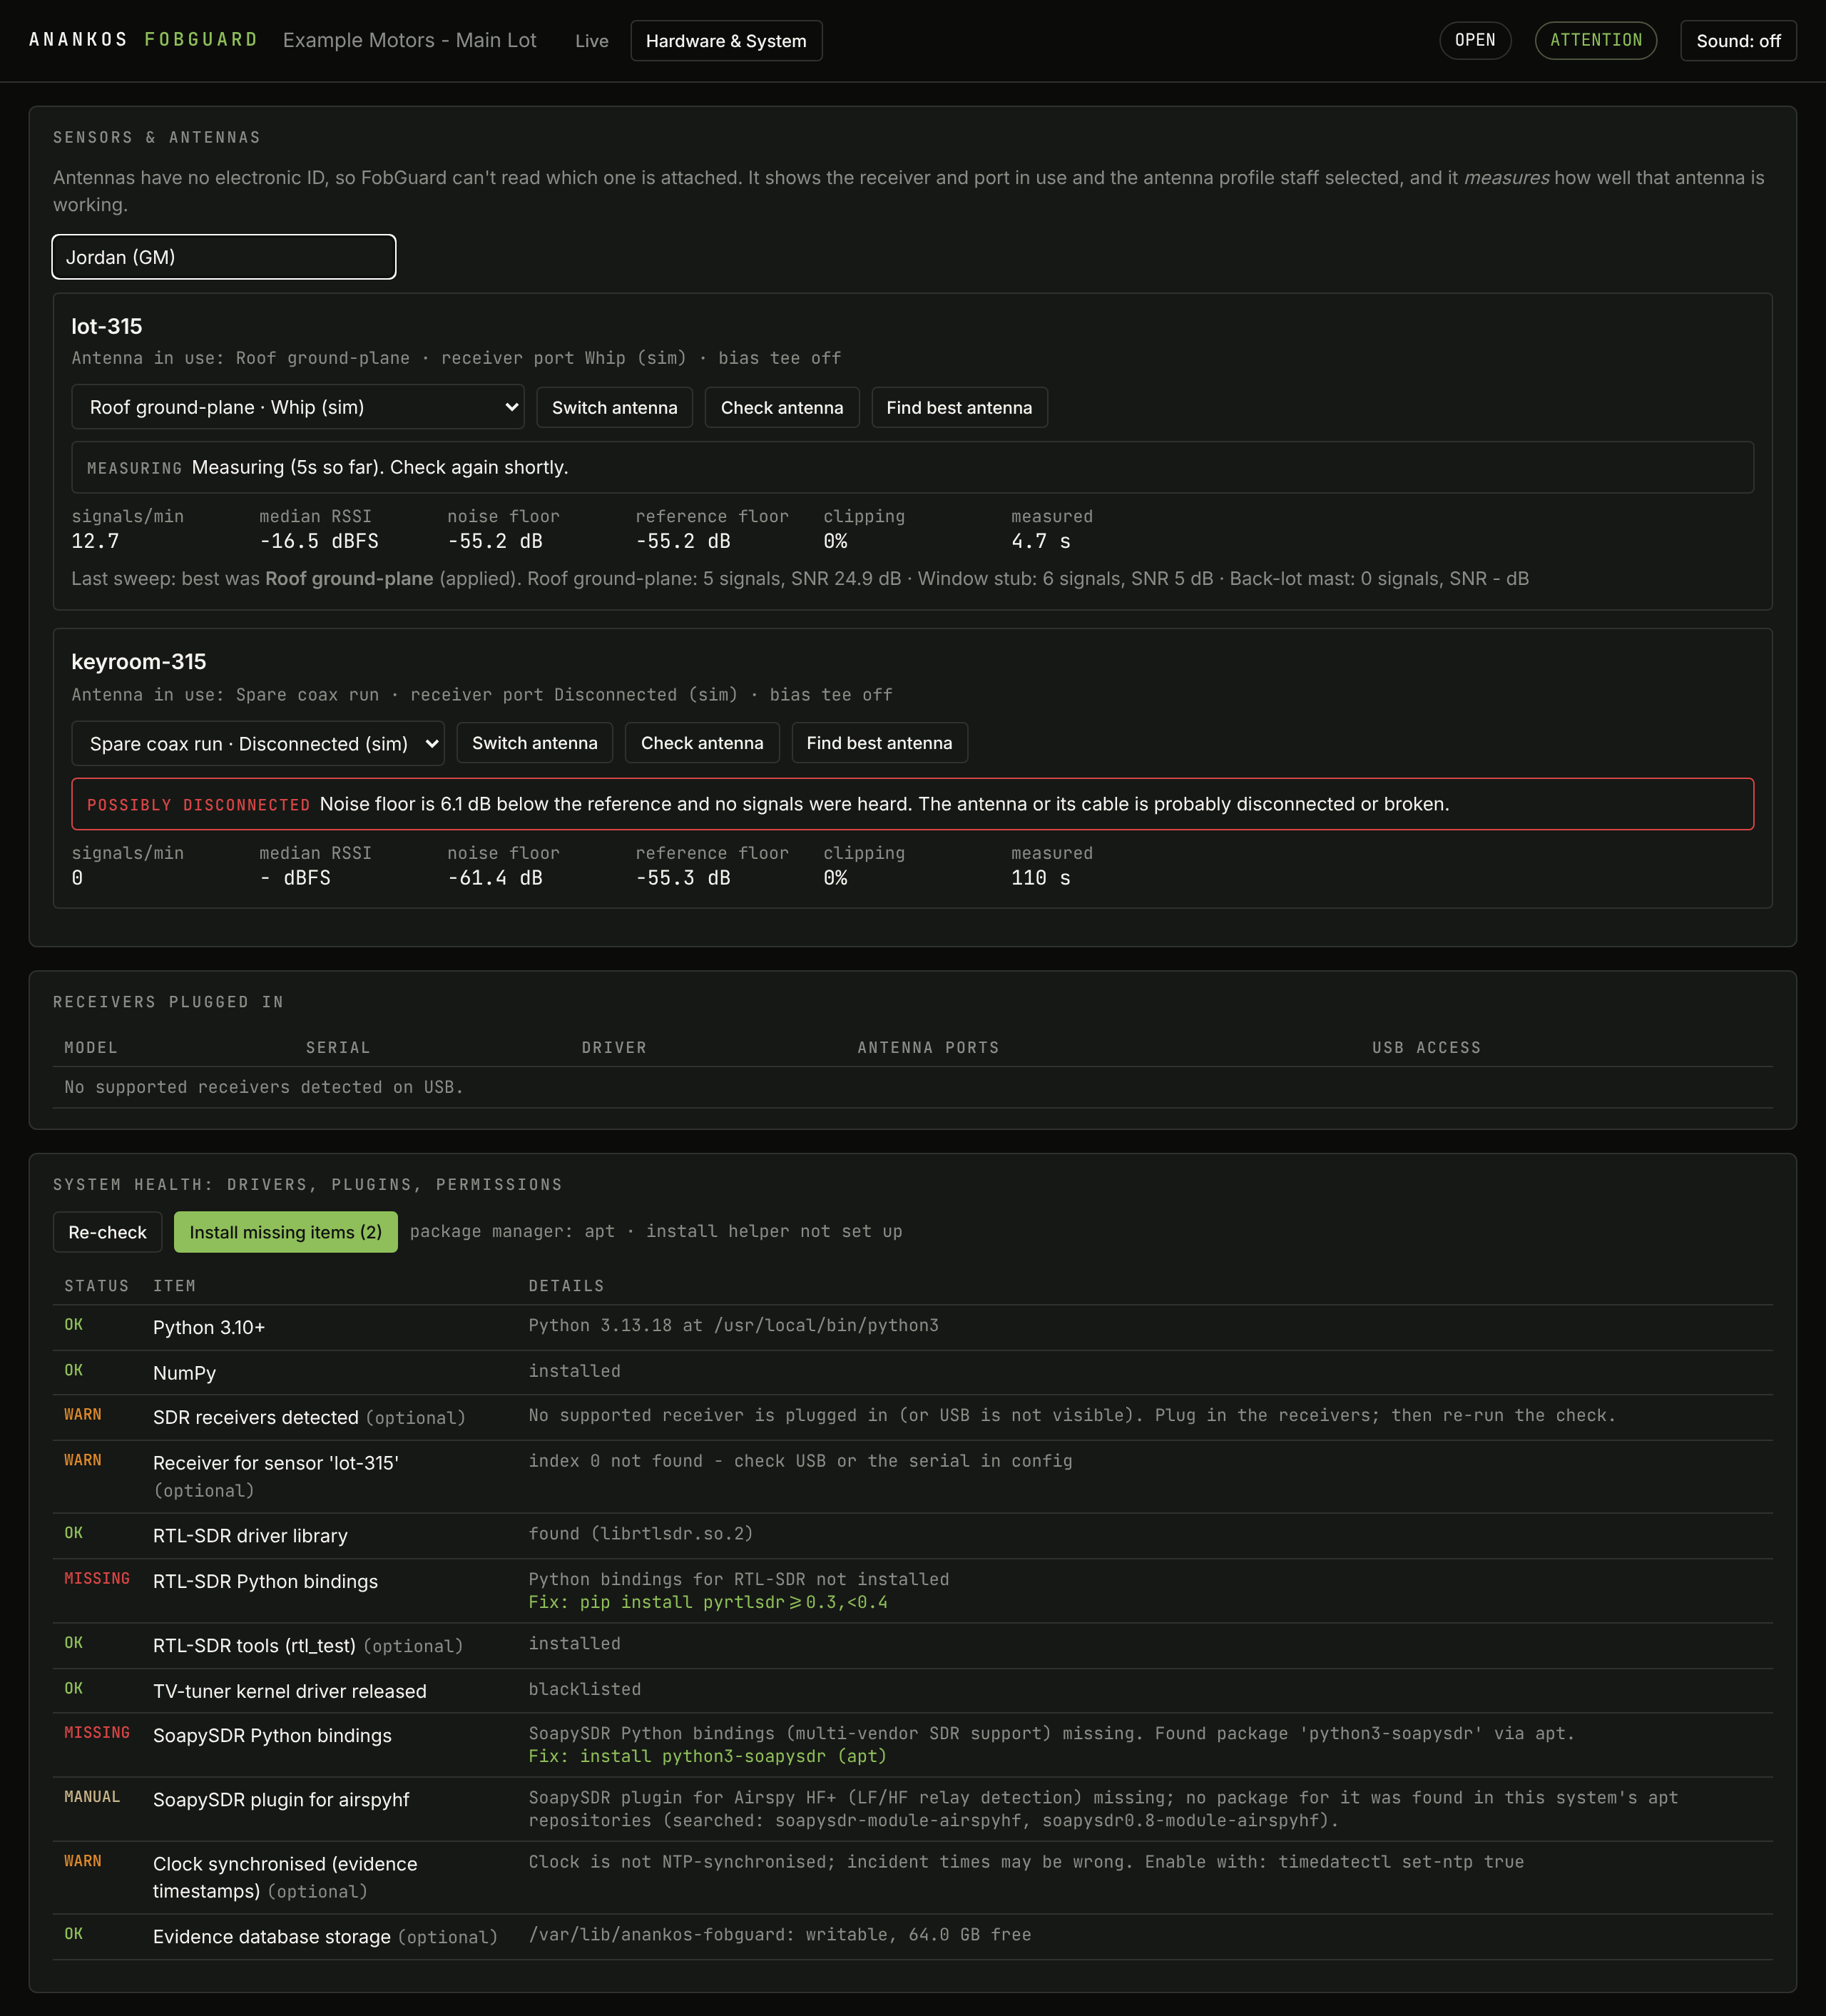 ANANKOS FOBGUARD Example Motors - Main Lot Live Hardware & System OPEN ATTENTION Sound: off
SENSORS & ANTENNAS
Antennas have no electronic ID, so FobGuard can't read which one is attached. It shows the receiver and port in use and the antenna profile staff selected, and it measures how well that antenna is
working.
Jordan (GM)
lot-315
Antenna in use: Roof ground-plane · receiver port Whip (sim) · bias tee off
Roof ground-plane · Whip (sim) Switch antenna Check antenna Find best antenna
MEASURING Measuring (5s so far). Check again shortly.
signals/min median RSSI noise floor reference floor clipping measured
12.7 -16.5 dBFS -55.2 dB -55.2 dB 0% 4.7 s
Last sweep: best was Roof ground-plane (applied). Roof ground-plane: 5 signals, SNR 24.9 dB · Window stub: 6 signals, SNR 5 dB · Back-lot mast: 0 signals, SNR - dB
keyroom-315
Antenna in use: Spare coax run · receiver port Disconnected (sim) · bias tee off
Spare coax run · Disconnected (sim) Switch antenna Check antenna Find best antenna
POSSIBLY DISCONNECTED Noise floor is 6.1 dB below the reference and no signals were heard. The antenna or its cable is probably disconnected or broken.
signals/min median RSSI noise floor reference floor clipping measured
0 - dBFS -61.4 dB -55.3 dB 0% 110 s
RECEIVERS PLUGGED IN
MODEL SERIAL DRIVER ANTENNA PORTS USB ACCESS
No supported receivers detected on USB.
SYSTEM HEALTH: DRIVERS, PLUGINS, PERMISSIONS
Re-check Install missing items (2) package manager: apt · install helper not set up
STATUS ITEM DETAILS
OK Python 3.10+ Python 3.13.18 at /usr/local/bin/python3
OK NumPy installed
WARN SDR receivers detected (optional) No supported receiver is plugged in (or USB is not visible). Plug in the receivers; then re-run the check.
WARN Receiver for sensor 'lot-315' index 0 not found - check USB or the serial in config
(optional)
OK RTL-SDR driver library found (librtlsdr.so.2)
MISSING RTL-SDR Python bindings Python bindings for RTL-SDR not installed
Fix: pip install pyrtlsdr>=0.3,<0.4
OK RTL-SDR tools (rtl_test) (optional) installed
OK TV-tuner kernel driver released blacklisted
MISSING SoapySDR Python bindings SoapySDR Python bindings (multi-vendor SDR support) missing. Found package 'python3-soapysdr' via apt.
Fix: install python3-soapysdr (apt)
MANUAL SoapySDR plugin for airspyhf SoapySDR plugin for Airspy HF+ (LF/HF relay detection) missing; no package for it was found in this system's apt
repositories (searched: soapysdr-module-airspyhf, soapysdr0.8-module-airspyhf).
WARN Clock synchronised (evidence Clock is not NTP-synchronised; incident times may be wrong. Enable with: timedatectl set-ntp true
timestamps) (optional)
OK Evidence database storage (optional) /var/lib/anankos-fobguard: writable, 64.0 GB free